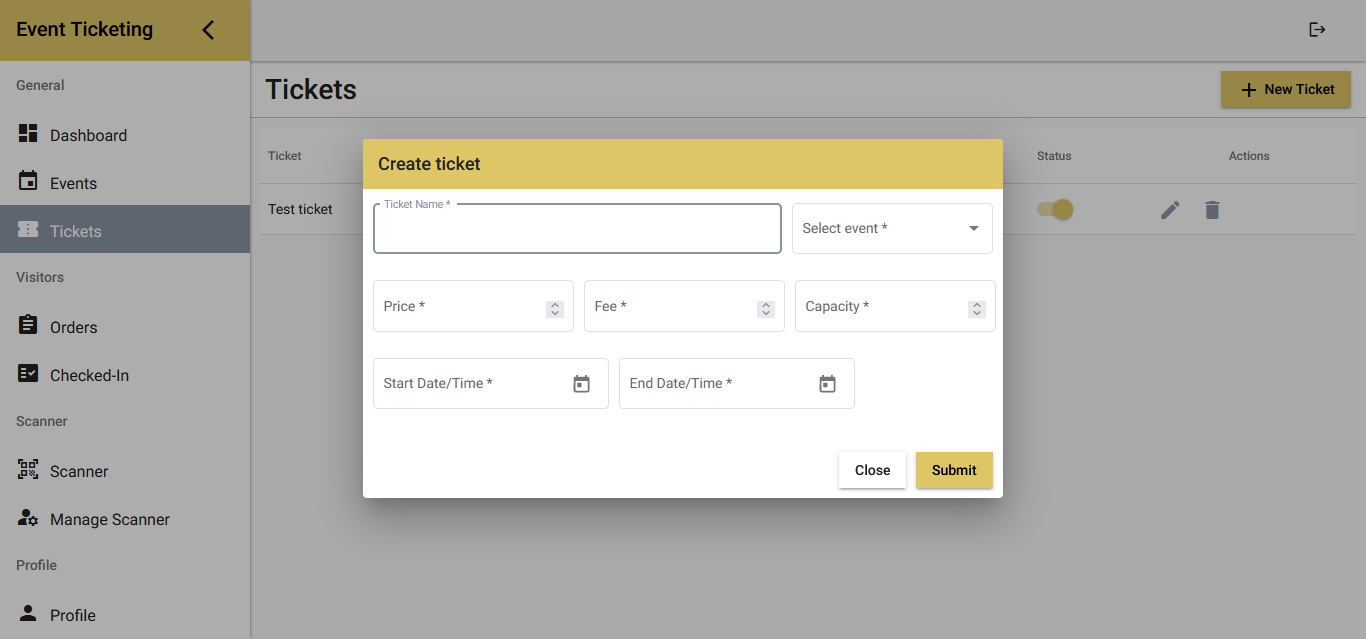 Event Ticketing
General
Dashboard
Events
Tickets
Visitors
Orders
Checked-In
Scanner
Scanner
Manage Scanner
Profile
Profile
Tickets
New Ticket
Ticket
Status
Actions
Test ticket
Create ticket
Ticket Name *
Select event *
Price *
Fee *
Capacity *
Start Date/Time *
End Date/Time *
Close
Submit